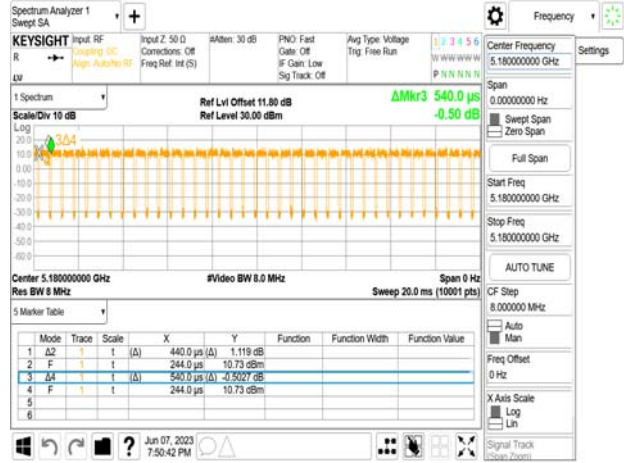 Spectrum Analyzer 1
Swept SA
Frequency
Settings
KEYSIGHT
R
Input: RF
Coupling: DC
Align: Auto/No RF
Input Z: 50 Ω
Corrections: Off
Freq Ref: Int (S)
#Atten: 30 dB
PNO: Fast
Gate: Off
IF Gain: Low
Sig Track: Off
Avg Type: Voltage
Trig: Free Run
1 2 3 4 5 6
W W W W W W
P N N N N N
1 Spectrum
Scale/Div 10 dB
Ref Lvl Offset 11.80 dB
Ref Level 30.00 dBm
ΔMkr3 540.0 µs
-0.50 dB
Log
20.0
10.0
0.00
-10.0
-20.0
-30.0
-40.0
-50.0
-60.0
3Δ4
Center 5.180000000 GHz
Res BW 8 MHz
#Video BW 8.0 MHz
Span 0 Hz
Sweep 20.0 ms (10001 pts)
5 Marker Table
Mode Trace Scale X Y Function Function Width Function Value
1 Δ2 1 t (Δ) 440.0 µs (Δ) 1.119 dB
2 F 1 t 244.0 µs 10.73 dBm
3 Δ4 1 t (Δ) 540.0 µs (Δ) -0.5027 dB
4 F 1 t 244.0 µs 10.73 dBm
5
6
Center Frequency
5.180000000 GHz
Span
0.00000000 Hz
Swept Span
Zero Span
Full Span
Start Freq
5.180000000 GHz
Stop Freq
5.180000000 GHz
AUTO TUNE
CF Step
8.000000 MHz
Auto
Man
Freq Offset
0 Hz
X Axis Scale
Log
Lin
Signal Track
(Span Zoom)
?
Jun 07, 2023
7:50:42 PM